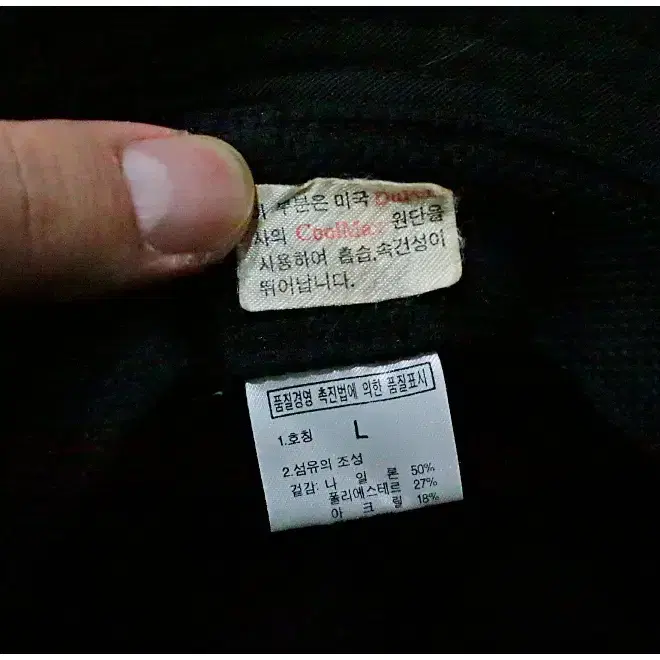 부분은 미국
사의 CoolMax 원단을
사용하여 흡습,속건성이
뛰어납니다.
품질경영 촉진법에 의한 품질표시
1.호칭 L
2.섬유의 조성
겉감: 나 일 론 50%
폴리에스테르 27%
아 크 릴 18%